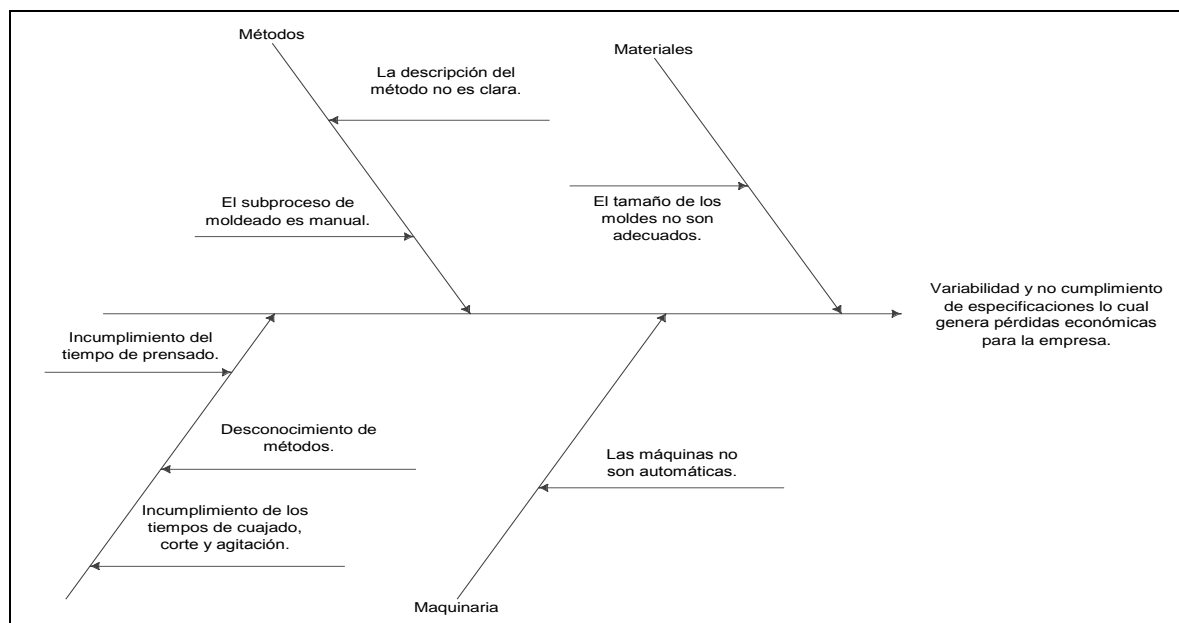 Métodos
Materiales
La descripción del
método no es clara.
El subproceso de
moldeado es manual.
El tamaño de los
moldes no son
adecuados.
Variabilidad y no cumplimiento
de especificaciones lo cual
genera pérdidas económicas
para la empresa.
Incumplimiento del
tiempo de prensado.
Desconocimiento de
métodos.
Incumplimiento de los
tiempos de cuajado,
corte y agitación.
Las máquinas no
son automáticas.
Maquinaria